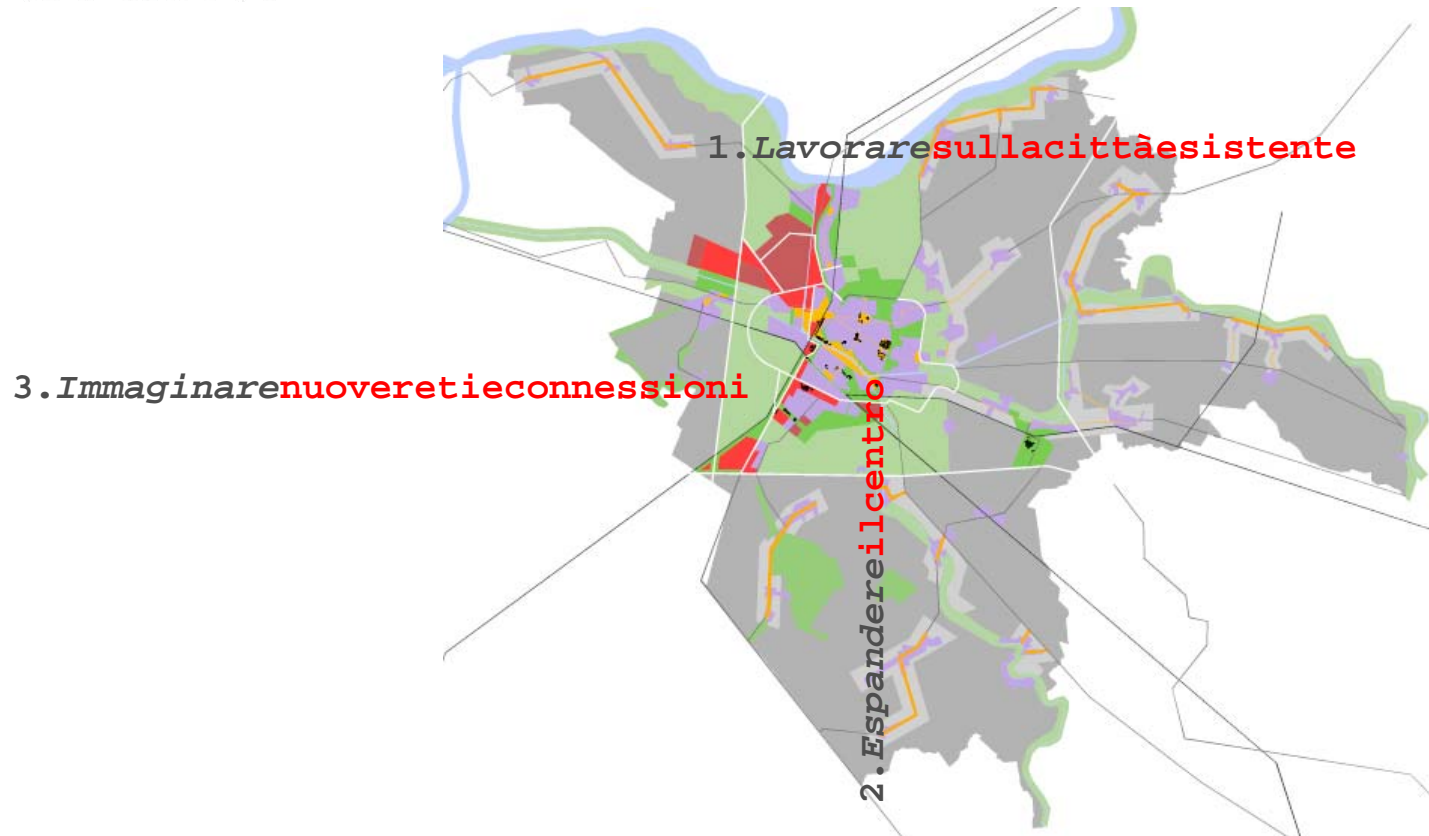 1.Lavoraresullacittàesistente
3.Immaginarenuoveretieconnessioni
2.Espandereilcentro.